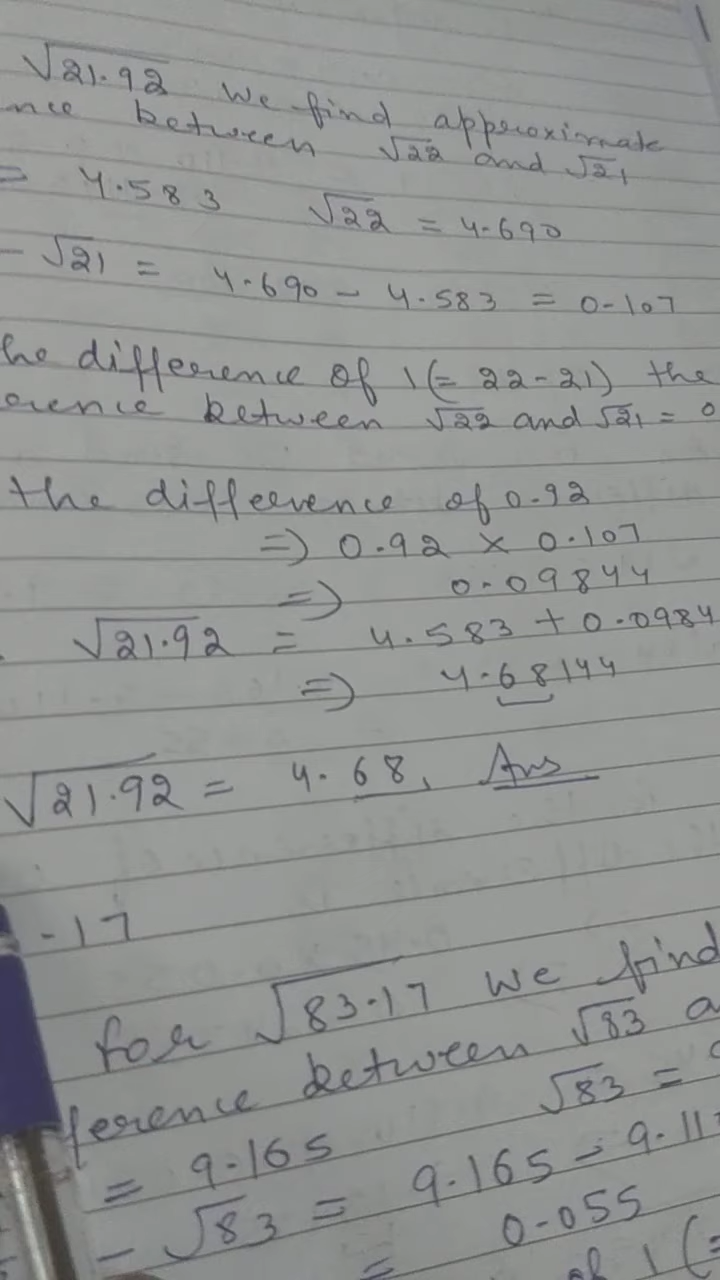 √21.92 We find approximate
nce between √22 and √21
= 4.583 √22 = 4.690
- √21 = 4.690 - 4.583 = 0.107
he difference of 1 (= 22-21) the
erence between √22 and √21 = 0
the difference of 0.92
=> 0.92 × 0.107
=> 0.09844
√21.92 = 4.583 + 0.0984
=> 4.68144
√21.92 = 4.68, Ans
.17
for √83.17 we find
ference between √83 a
√83 =
= 9.165
- √83 = 9.165 - 9.11
= 0.055
of 1 (=